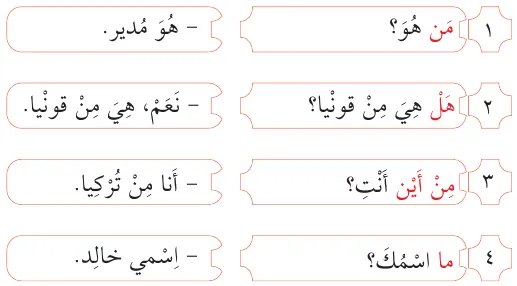 ١ مَن هُوَ؟ – هُوَ مُدير.
٢ هَلْ هِيَ مِنْ قونْيا؟ – نَعَمْ، هِيَ مِنْ قونْيا.
٣ مِنْ أَيْن أَنْتِ؟ – أَنا مِنْ تُرْكِيا.
٤ ما اسْمُكَ؟ – اِسْمي خالِد.